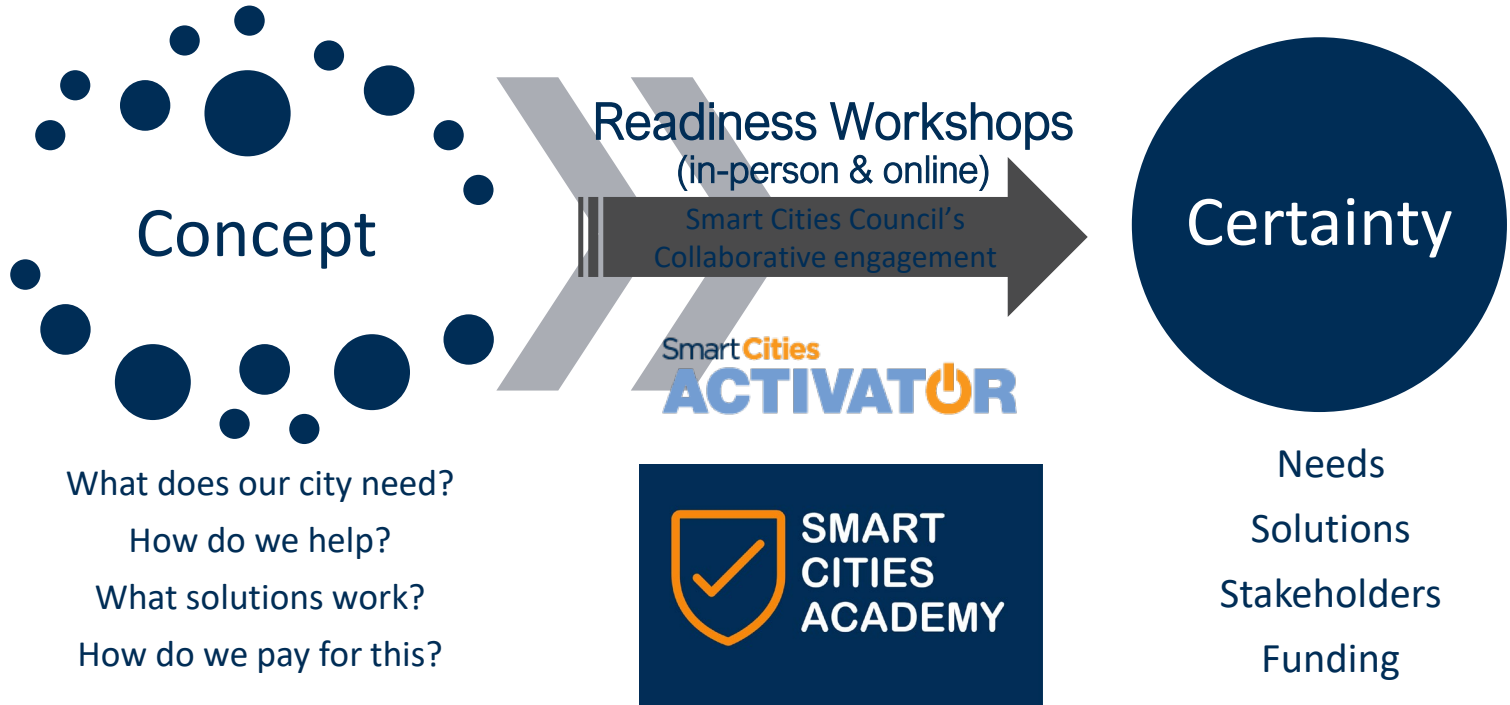 Concept
What does our city need?
How do we help?
What solutions work?
How do we pay for this?
Readiness Workshops
(in-person & online)
Smart Cities Council’s
Collaborative engagement
SmartCities
ACTIVATOR
SMART
CITIES
ACADEMY
Certainty
Needs
Solutions
Stakeholders
Funding